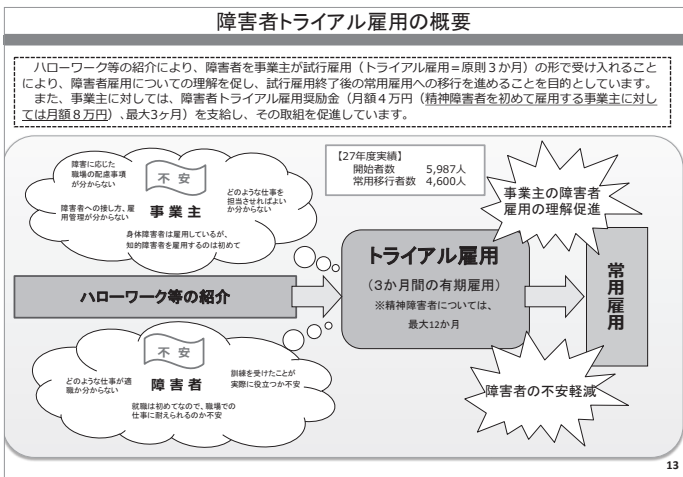 障害者トライアル雇用の概要
ハローワーク等の紹介により、障害者を事業主が試行雇用（トライアル雇用＝原則３か月）の形で受け入れること
により、障害者雇用についての理解を促し、試行雇用終了後の常用雇用への移行を進めることを目的としています。
また、事業主に対しては、障害者トライアル雇用奨励金（月額４万円（精神障害者を初めて雇用する事業主に対し
ては月額８万円）、最大3ヶ月）を支給し、その取組を促進しています。
障害に応じた
職場の配慮事項
が分からない
不 安
どのような仕事を
担当させればよい
か分からない
障害者への接し方、雇
用管理が分からない
事 業 主
身体障害者は雇用しているが、
知的障害者を雇用するのは初めて
【27年度実績】
開始者数 5,987人
常用移行者数 4,600人
事業主の障害者
雇用の理解促進
ハローワーク等の紹介
トライアル雇用
（３か月間の有期雇用）
※精神障害者については、
最大12か月
常用雇用
不 安
どのような仕事が適
職か分からない
障 害 者
訓練を受けたことが
実際に役立つか不安
就職は初めてなので、職場での
仕事に耐えられるのか不安
障害者の不安軽減
13